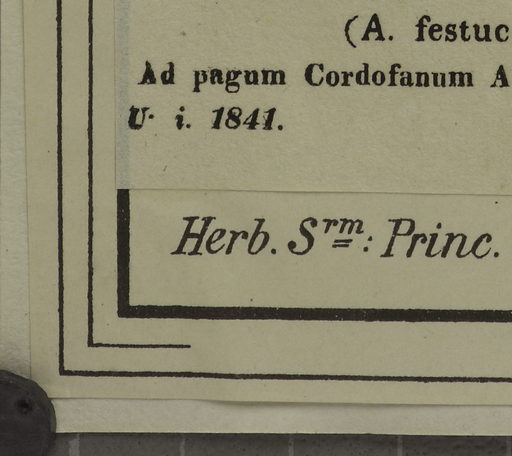 (A. festuc
Ad pagum Cordofanum A
U. i. 1841.
Herb. Srm: Princ.